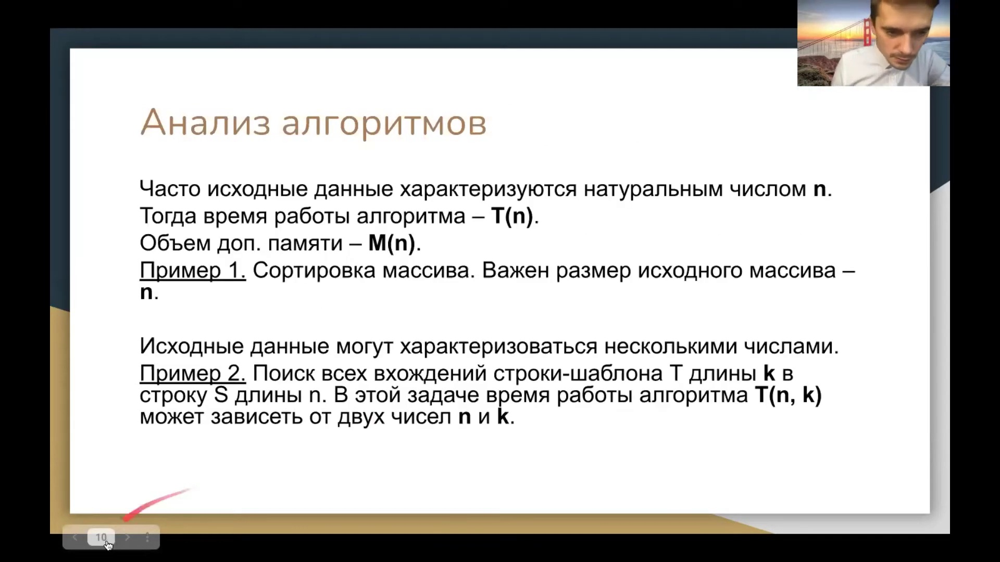 Анализ алгоритмов
Часто исходные данные характеризуются натуральным числом n.
Тогда время работы алгоритма – T(n).
Объем доп. памяти – M(n).
Пример 1. Сортировка массива. Важен размер исходного массива –
n.
Исходные данные могут характеризоваться несколькими числами.
Пример 2. Поиск всех вхождений строки-шаблона T длины k в
строку S длины n. В этой задаче время работы алгоритма T(n, k)
может зависеть от двух чисел n и k.
10